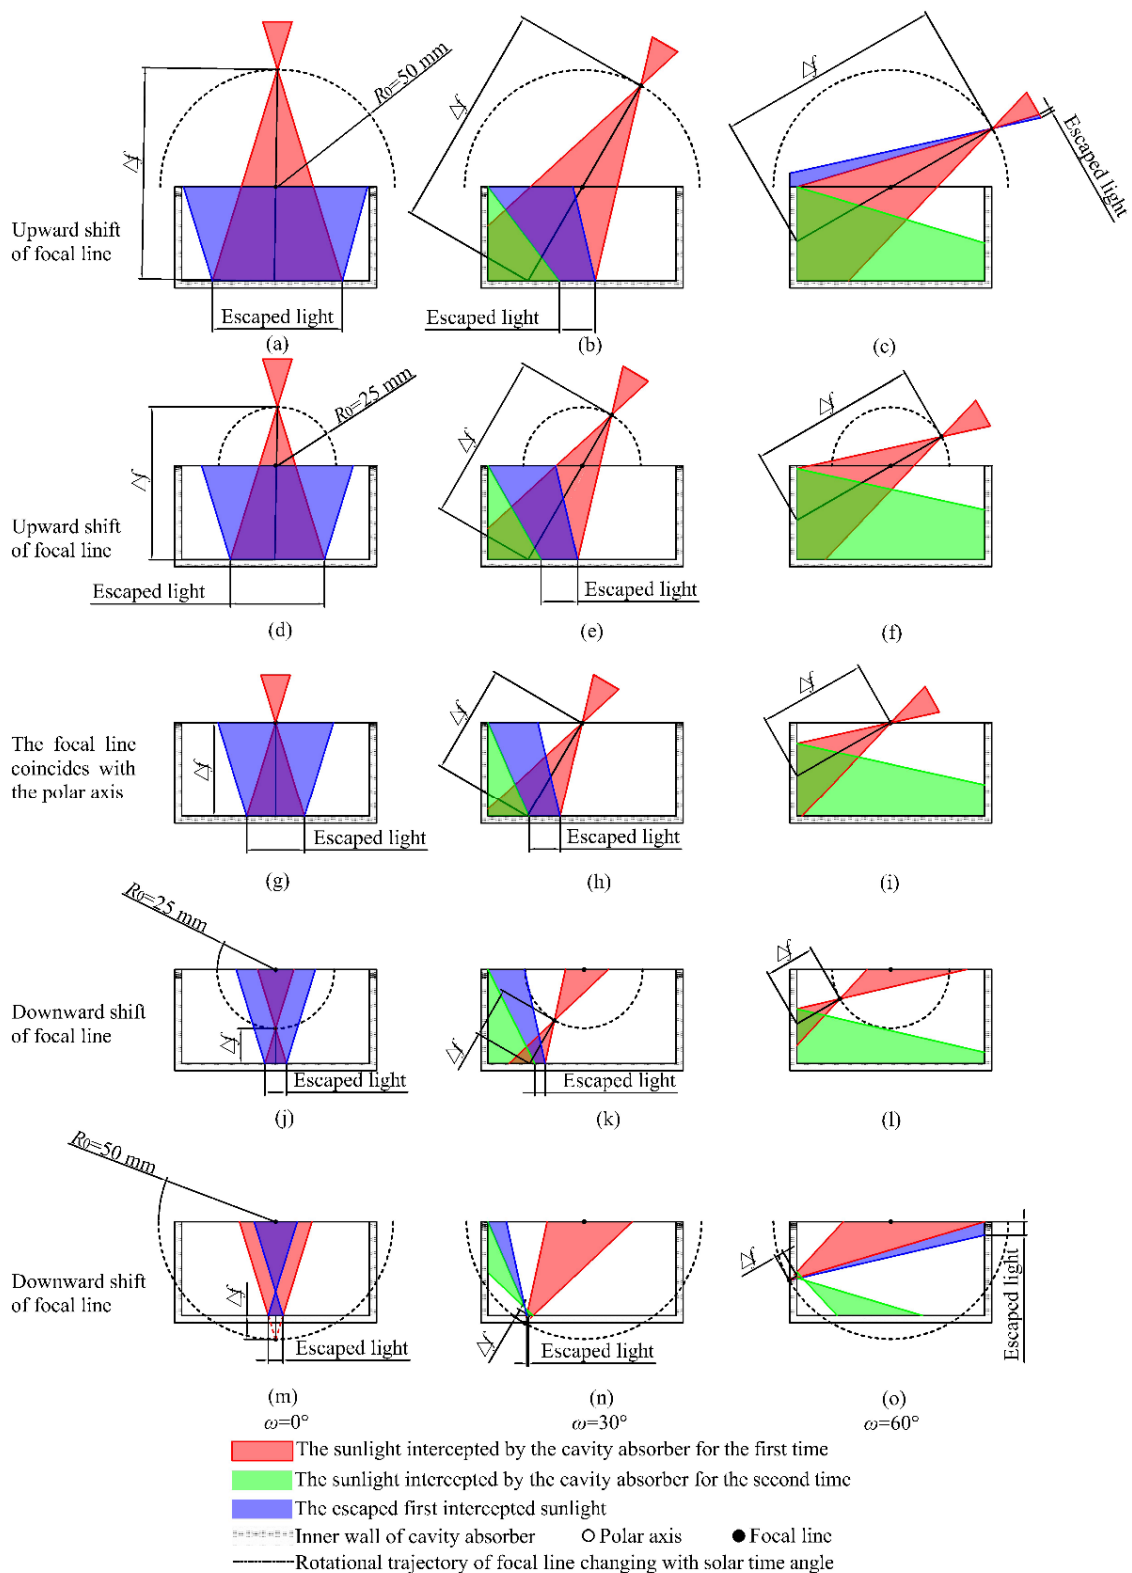 Δf
R₀=50 mm
Δf
Δf
Escaped light
Upward shift
of focal line
Escaped light
Escaped light
(a)
(b)
(c)
Δf
R₀=25 mm
Δf
Δf
Upward shift
of focal line
Escaped light
Escaped light
(d)
(e)
(f)
The focal line
coincides with
the polar axis
Δf
Δf
Δf
Escaped light
Escaped light
(g)
(h)
(i)
R₀=25 mm
Downward shift
of focal line
Δf
Δf
Δf
Escaped light
Escaped light
(j)
(k)
(l)
R₀=50 mm
Downward shift
of focal line
Δf
Δf
Δf
Escaped light
Escaped light
Escaped light
(m)
(n)
(o)
ω=0°
ω=30°
ω=60°
The sunlight intercepted by the cavity absorber for the first time
The sunlight intercepted by the cavity absorber for the second time
The escaped first intercepted sunlight
Inner wall of cavity absorber
Polar axis
Focal line
Rotational trajectory of focal line changing with solar time angle